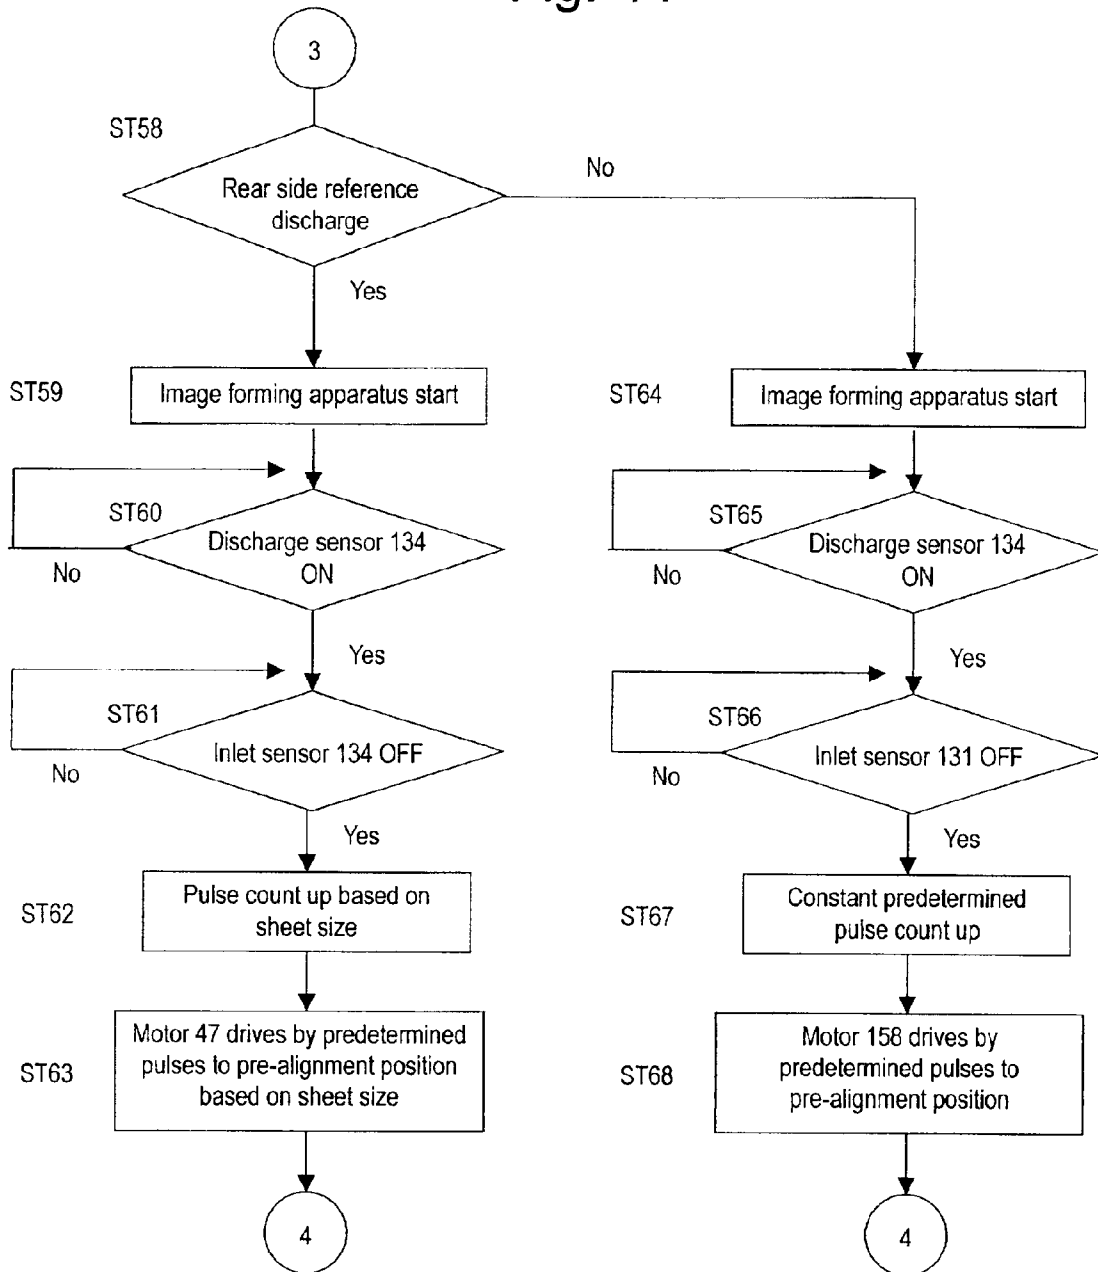 3
ST58
Rear side reference
discharge
No
Yes
ST59
Image forming apparatus start
ST60
Discharge sensor 134
ON
No
Yes
ST61
Inlet sensor 134 OFF
No
Yes
ST62
Pulse count up based on
sheet size
ST63
Motor 47 drives by predetermined
pulses to pre-alignment position
based on sheet size
4
ST64
Image forming apparatus start
ST65
Discharge sensor 134
ON
No
Yes
ST66
Inlet sensor 131 OFF
No
Yes
ST67
Constant predetermined
pulse count up
ST68
Motor 158 drives by
predetermined pulses to
pre-alignment position
4